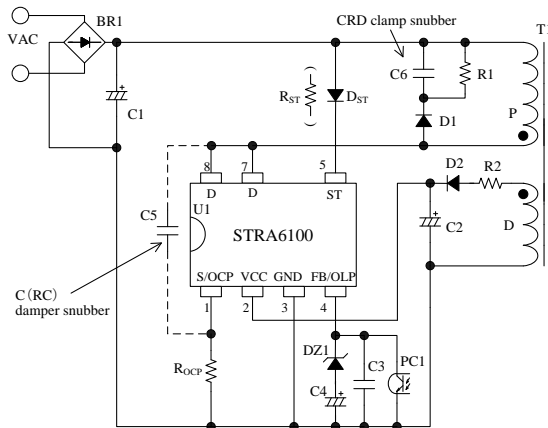 CRD clamp snubber
T1
BR1
VAC
C1
R_ST
D_ST
C6
R1
P
D1
8
7
5
D
D
ST
D2
R2
U1
C5
STRA6100
C2
D
C(RC)
damper snubber
S/OCP
VCC
GND
FB/OLP
1
2
3
4
R_OCP
DZ1
C4
C3
PC1